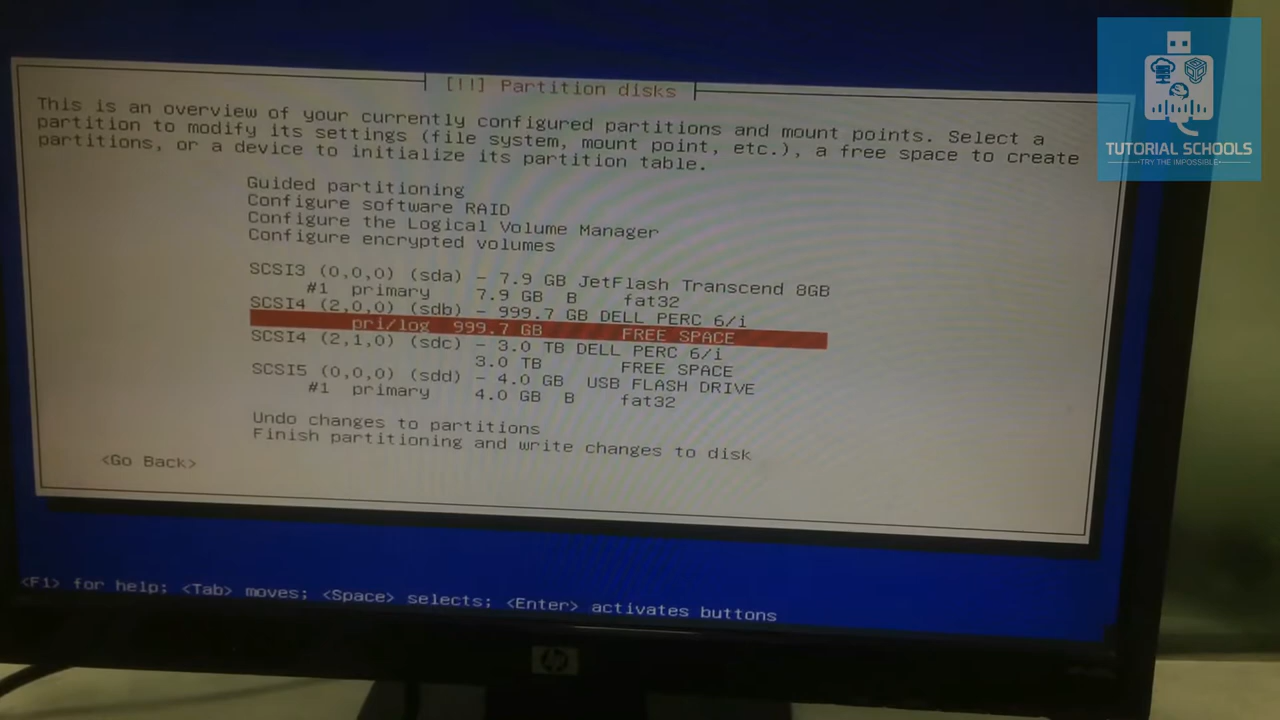 [!!] Partition disks
This is an overview of your currently configured partitions and mount points. Select a
partition to modify its settings (file system, mount point, etc.), a free space to create
partitions, or a device to initialize its partition table.
Guided partitioning
Configure software RAID
Configure the Logical Volume Manager
Configure encrypted volumes
SCSI3 (0,0,0) (sda) - 7.9 GB JetFlash Transcend 8GB
#1 primary 7.9 GB B fat32
SCSI4 (2,0,0) (sdb) - 999.7 GB DELL PERC 6/i
pri/log 999.7 GB FREE SPACE
SCSI4 (2,1,0) (sdc) - 3.0 TB DELL PERC 6/i
3.0 TB FREE SPACE
SCSI5 (0,0,0) (sdd) - 4.0 GB USB FLASH DRIVE
#1 primary 4.0 GB B fat32
Undo changes to partitions
Finish partitioning and write changes to disk
<Go Back>
<F1> for help; <Tab> moves; <Space> selects; <Enter> activates buttons
hp
TUTORIAL SCHOOLS
TRY THE IMPOSSIBLE